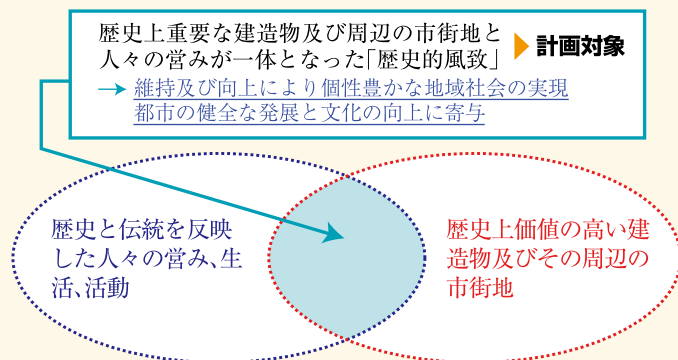 歴史上重要な建造物及び周辺の市街地と
人々の営みが一体となった「歴史的風致」
計画対象
維持及び向上により個性豊かな地域社会の実現
都市の健全な発展と文化の向上に寄与
歴史と伝統を反映
した人々の営み、生
活、活動
歴史上価値の高い建
造物及びその周辺の
市街地